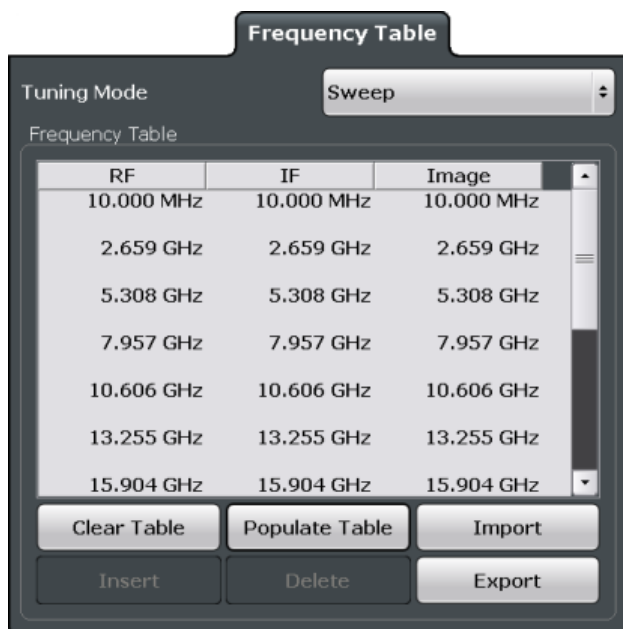 Frequency Table
Tuning Mode Sweep
Frequency Table
RF IF Image
10.000 MHz 10.000 MHz 10.000 MHz
2.659 GHz 2.659 GHz 2.659 GHz
5.308 GHz 5.308 GHz 5.308 GHz
7.957 GHz 7.957 GHz 7.957 GHz
10.606 GHz 10.606 GHz 10.606 GHz
13.255 GHz 13.255 GHz 13.255 GHz
15.904 GHz 15.904 GHz 15.904 GHz
Clear Table Populate Table Import
Insert Delete Export